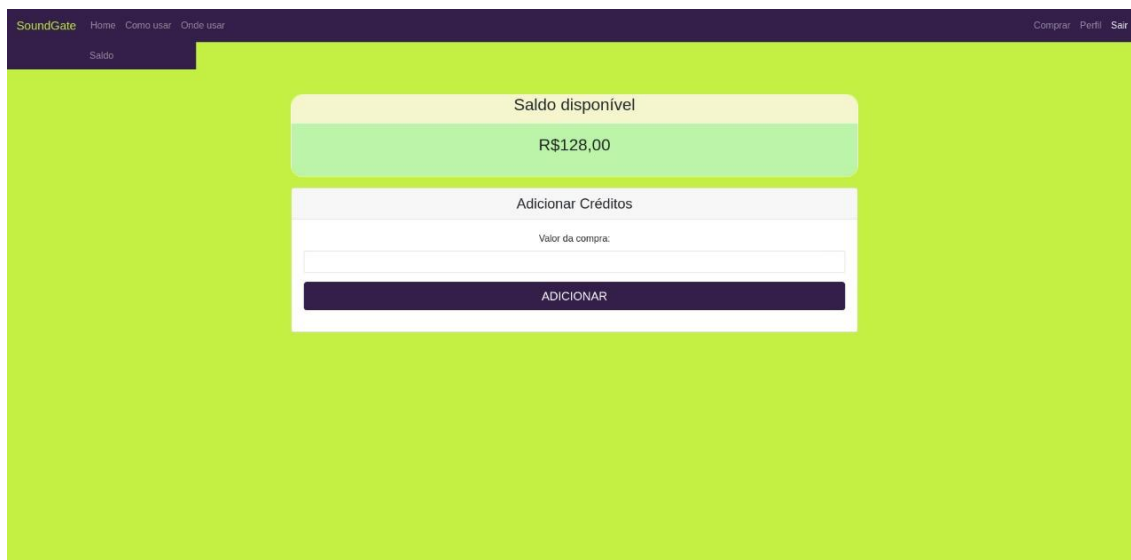 SoundGate Home Como usar Onde usar Comprar Perfil Sair
Saldo
Saldo disponível
R$128,00
Adicionar Créditos
Valor da compra:
ADICIONAR